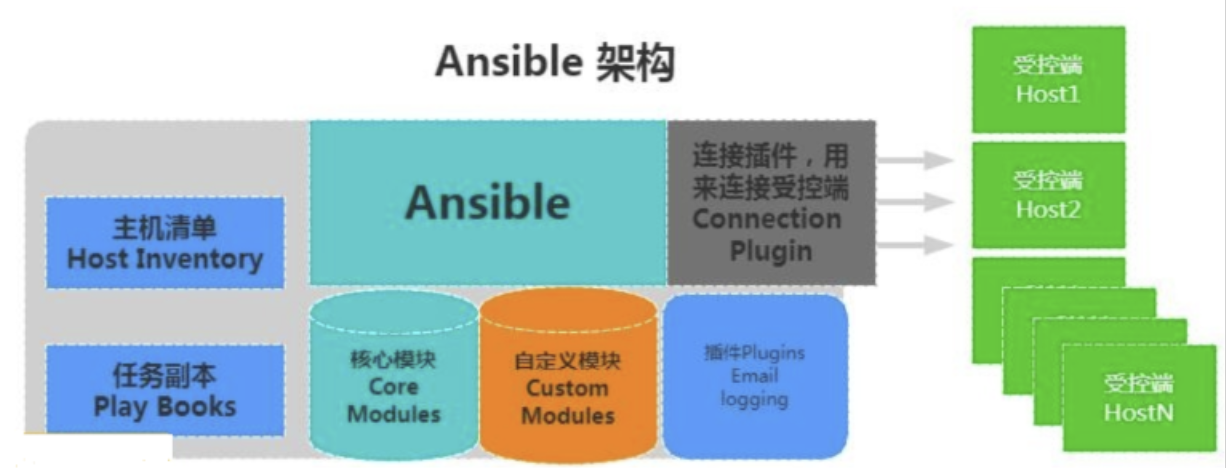 Ansible 架构
主机清单
Host Inventory
任务副本
Play Books
Ansible
连接插件，用
来连接受控端
Connection
Plugin
核心模块
Core
Modules
自定义模块
Custom
Modules
插件Plugins
Email
logging
受控端
Host1
受控端
Host2
受控端
HostN